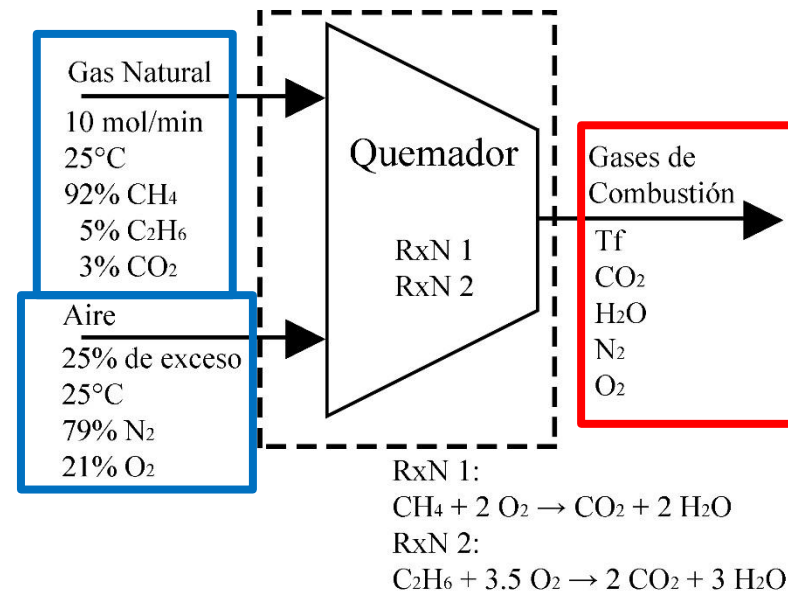 Gas Natural
10 mol/min
25°C
92% CH₄
5% C₂H₆
3% CO₂
Aire
25% de exceso
25°C
79% N₂
21% O₂
Quemador
RxN 1
RxN 2
Gases de
Combustión
Tf
CO₂
H₂O
N₂
O₂
RxN 1:
CH₄ + 2 O₂ → CO₂ + 2 H₂O
RxN 2:
C₂H₆ + 3.5 O₂ → 2 CO₂ + 3 H₂O